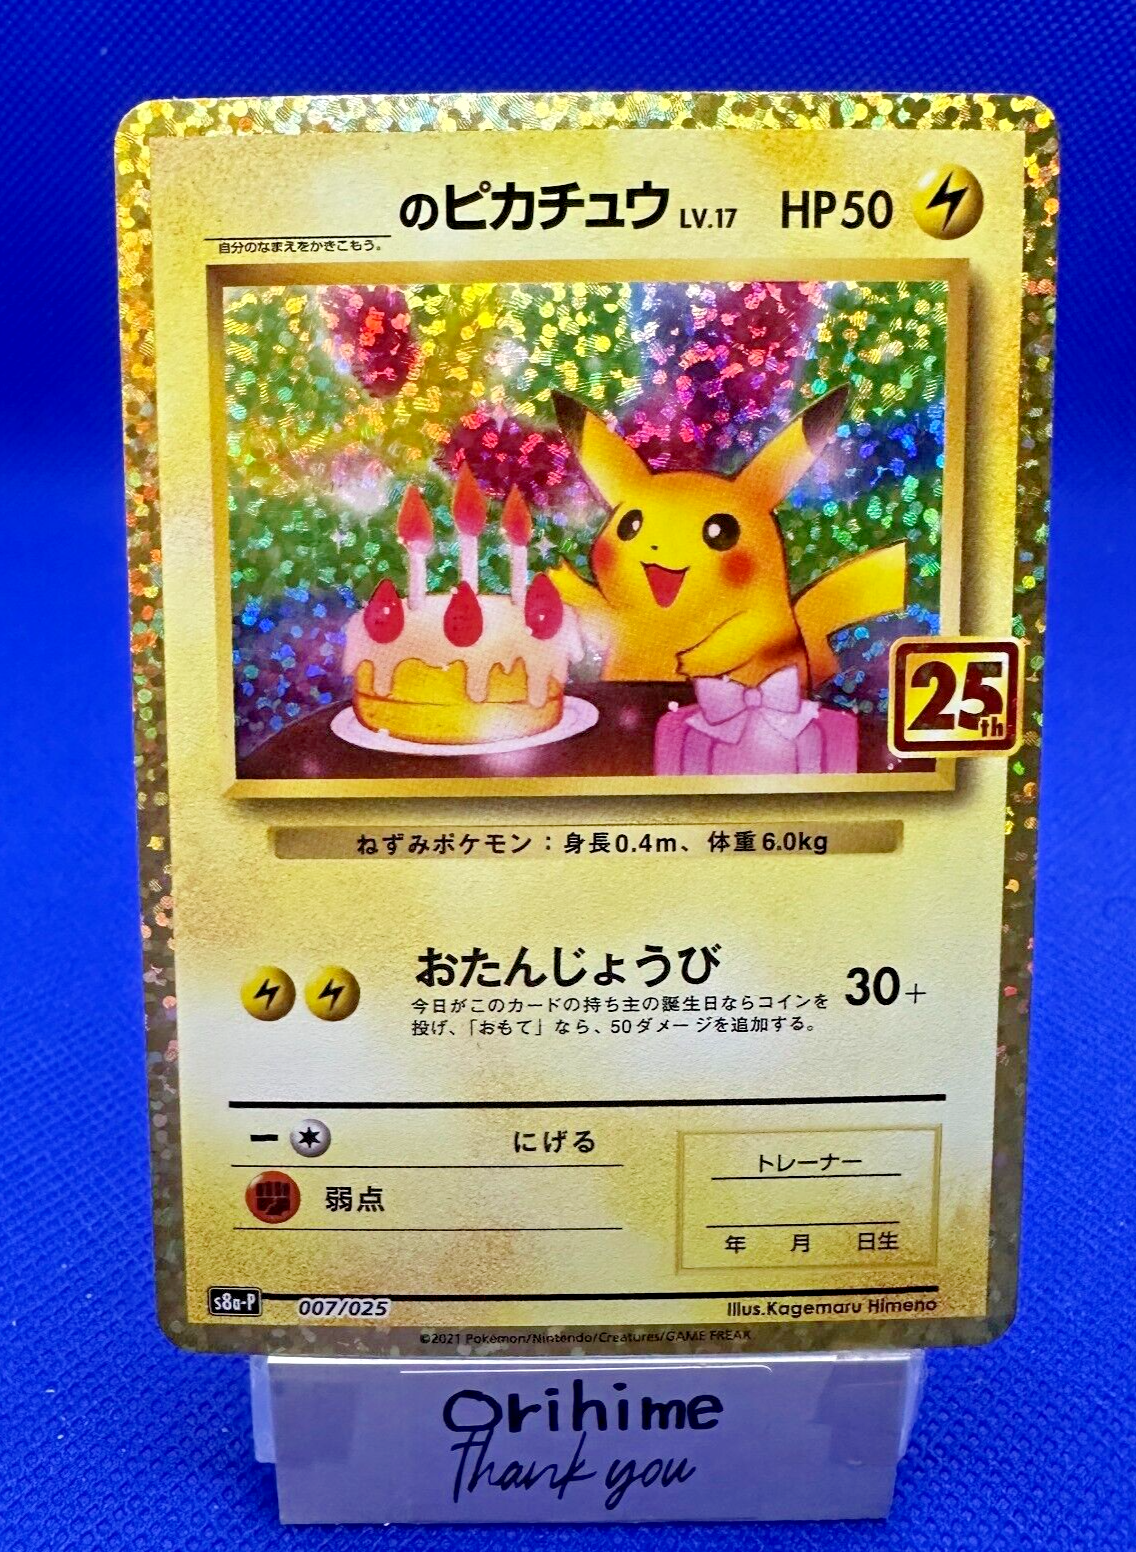 のピカチュウ LV.17 HP50
自分のなまえをかきこもう。
25th
ねずみポケモン：身長0.4m、体重6.0kg
おたんじょうび 30+
今日がこのカードの持ち主の誕生日ならコインを
投げ、「おもて」なら、50ダメージを追加する。
ー にげる
弱点
トレーナー
年 月 日生
s8a-P 007/025 Illus.Kagemaru Himeno
©2021 Pokémon/Nintendo/Creatures/GAME FREAK
Orihime
Thank you